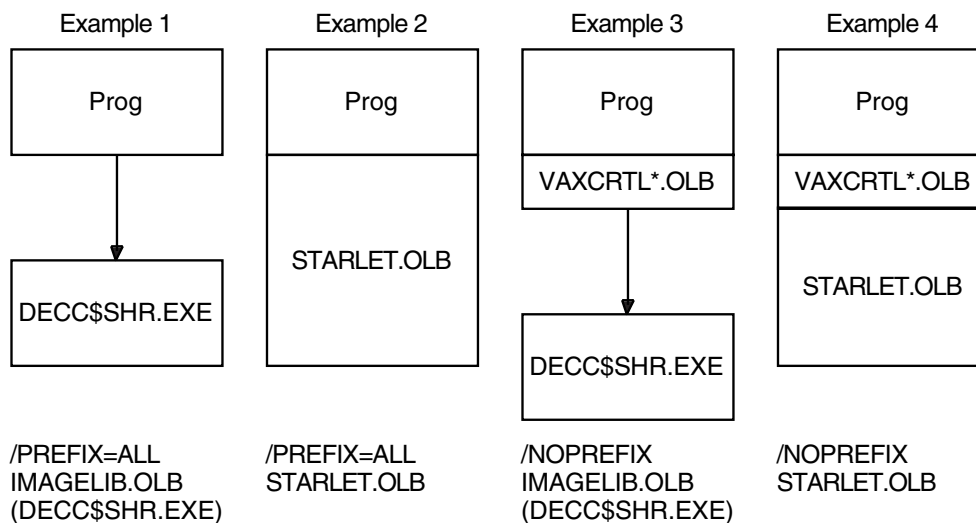 Example 1
Prog
DECC$SHR.EXE
/PREFIX=ALL
IMAGELIB.OLB
(DECC$SHR.EXE)
Example 2
Prog
STARLET.OLB
/PREFIX=ALL
STARLET.OLB
Example 3
Prog
VAXCRTL*.OLB
DECC$SHR.EXE
/NOPREFIX
IMAGELIB.OLB
(DECC$SHR.EXE)
Example 4
Prog
VAXCRTL*.OLB
STARLET.OLB
/NOPREFIX
STARLET.OLB